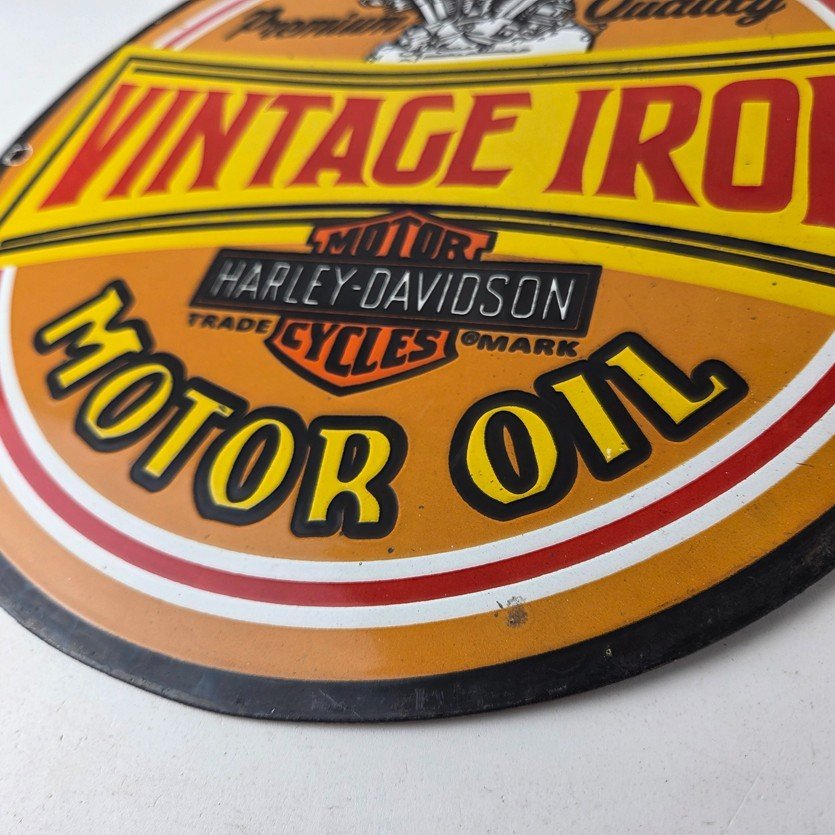 Premium Quality
VINTAGE IRO
MOTOR
HARLEY-DAVIDSON
TRADE ®MARK
CYCLES
MOTOR OIL